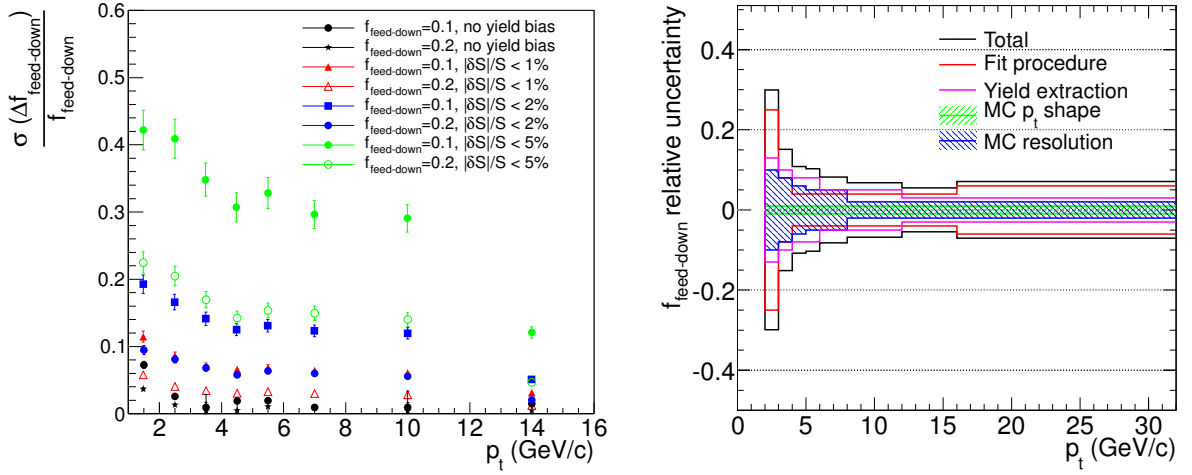 σ (Δf_feed-down)
f_feed-down
0.6
0.5
0.4
0.3
0.2
0.1
0
2 4 6 8 10 12 14 16
p_t (GeV/c)
f_feed-down=0.1, no yield bias
f_feed-down=0.2, no yield bias
f_feed-down=0.1, |δS|/S < 1%
f_feed-down=0.2, |δS|/S < 1%
f_feed-down=0.1, |δS|/S < 2%
f_feed-down=0.2, |δS|/S < 2%
f_feed-down=0.1, |δS|/S < 5%
f_feed-down=0.2, |δS|/S < 5%
f_feed-down relative uncertainty
0.4
0.2
0
-0.2
-0.4
0 5 10 15 20 25 30
p_t (GeV/c)
Total
Fit procedure
Yield extraction
MC p_t shape
MC resolution